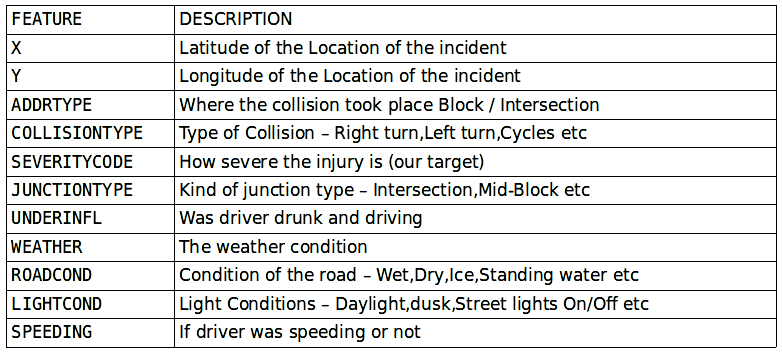 FEATURE DESCRIPTION
X Latitude of the Location of the incident
Y Longitude of the Location of the incident
ADDRTYPE Where the collision took place Block / Intersection
COLLISIONTYPE Type of Collision – Right turn,Left turn,Cycles etc
SEVERITYCODE How severe the injury is (our target)
JUNCTIONTYPE Kind of junction type – Intersection,Mid-Block etc
UNDERINFL Was driver drunk and driving
WEATHER The weather condition
ROADCOND Condition of the road – Wet,Dry,Ice,Standing water etc
LIGHTCOND Light Conditions – Daylight,dusk,Street lights On/Off etc
SPEEDING If driver was speeding or not